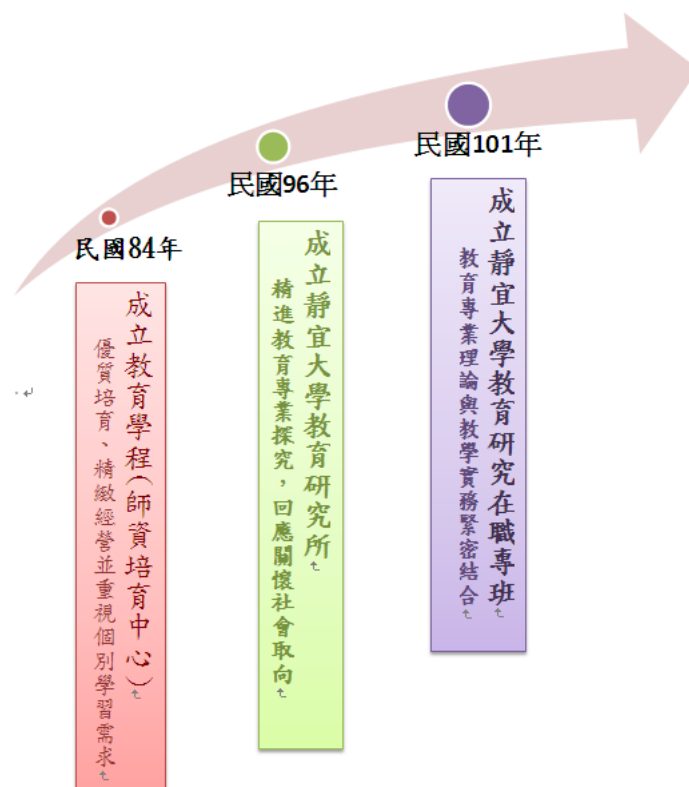 民國84年
成立教育學程(師資培育中心)
優質培育、精緻經營並重視個別學習需求
民國96年
成立靜宜大學教育研究所
精進教育專業探究，回應關懷社會取向
民國101年
成立靜宜大學教育研究在職專班
教育專業理論與教學實務緊密結合